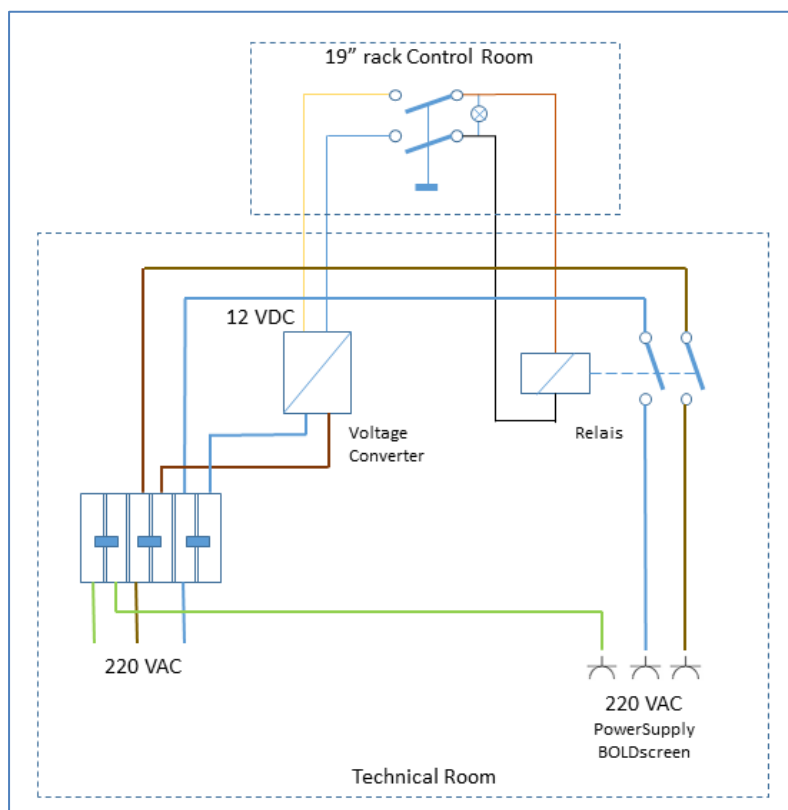 19” rack Control Room
12 VDC
Voltage
Converter
Relais
220 VAC
220 VAC
PowerSupply
BOLDscreen
Technical Room